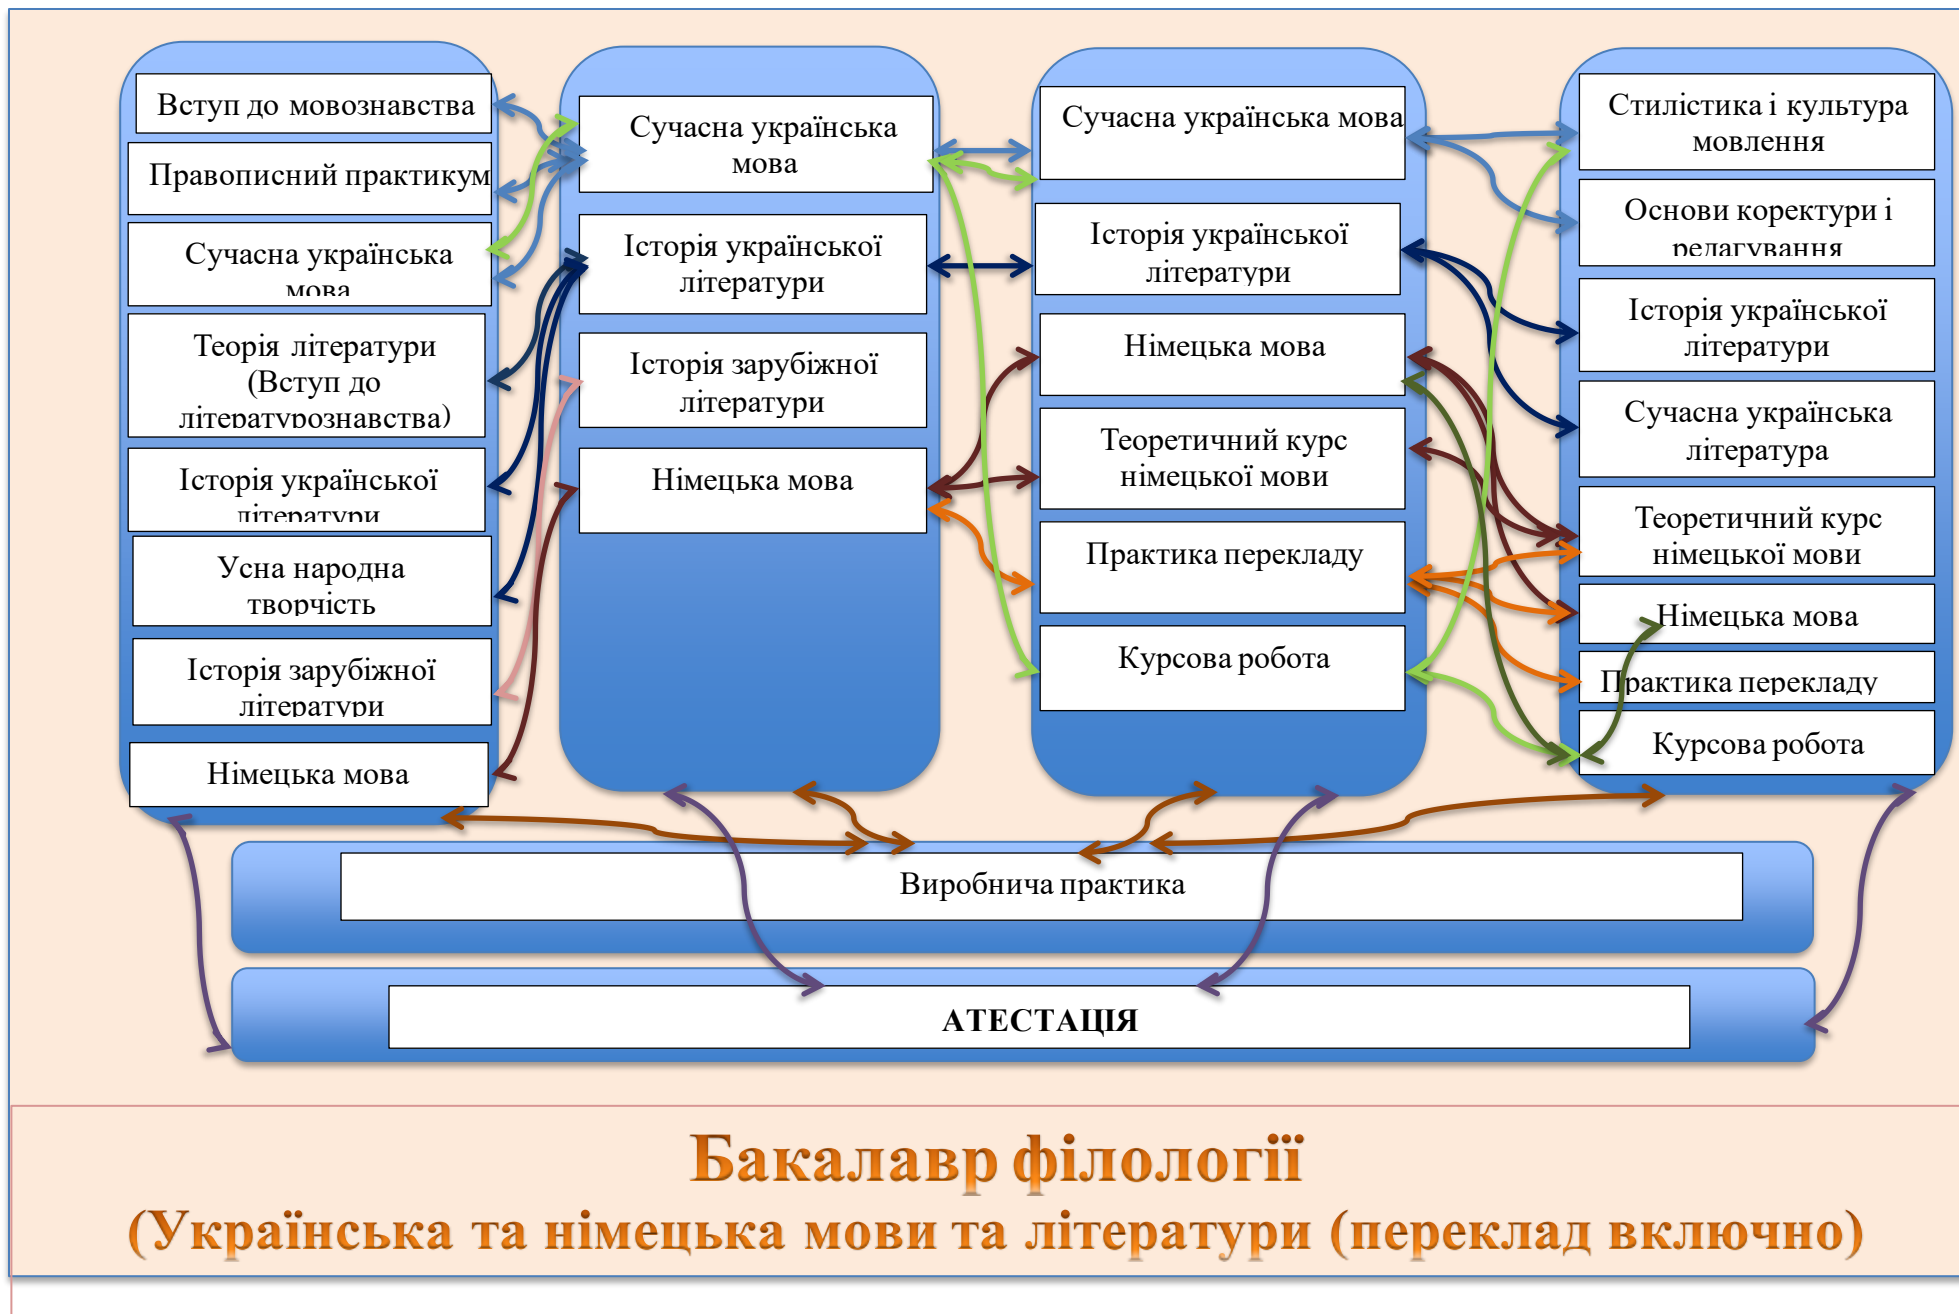 Вступ до мовознавства
Правописний практикум
Сучасна українська
мова
Теорія літератури
(Вступ до
літературознавства)
Історія української
літератури
Усна народна
творчість
Історія зарубіжної
літератури
Німецька мова
Сучасна українська
мова
Історія української
літератури
Історія зарубіжної
літератури
Німецька мова
Сучасна українська мова
Історія української
літератури
Німецька мова
Теоретичний курс
німецької мови
Практика перекладу
Курсова робота
Стилістика і культура
мовлення
Основи коректури і
редагування
Історія української
літератури
Сучасна українська
література
Теоретичний курс
німецької мови
Німецька мова
Практика перекладу
Курсова робота
Виробнича практика
АТЕСТАЦІЯ
Бакалавр філології
(Українська та німецька мови та літератури (переклад включно)